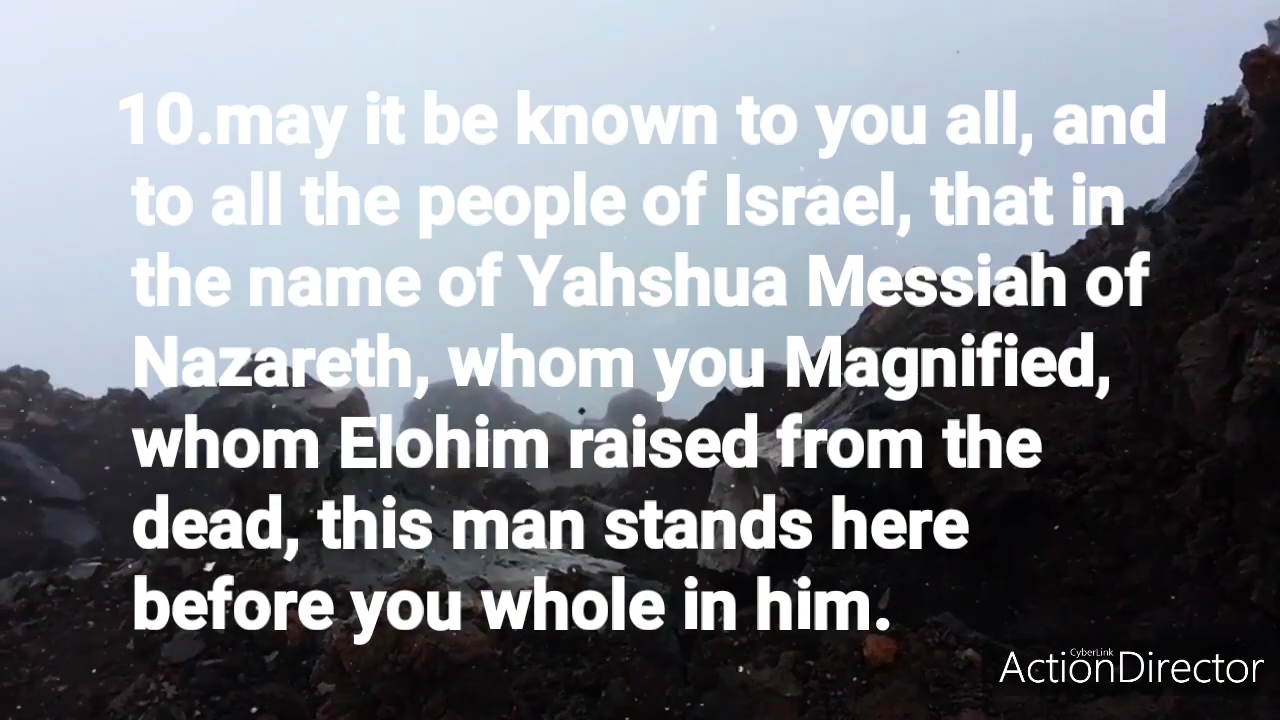 10.may it be known to you all, and
to all the people of Israel, that in
the name of Yahshua Messiah of
Nazareth, whom you Magnified,
whom Elohim raised from the
dead, this man stands here
before you whole in him.
CyberLink
ActionDirector